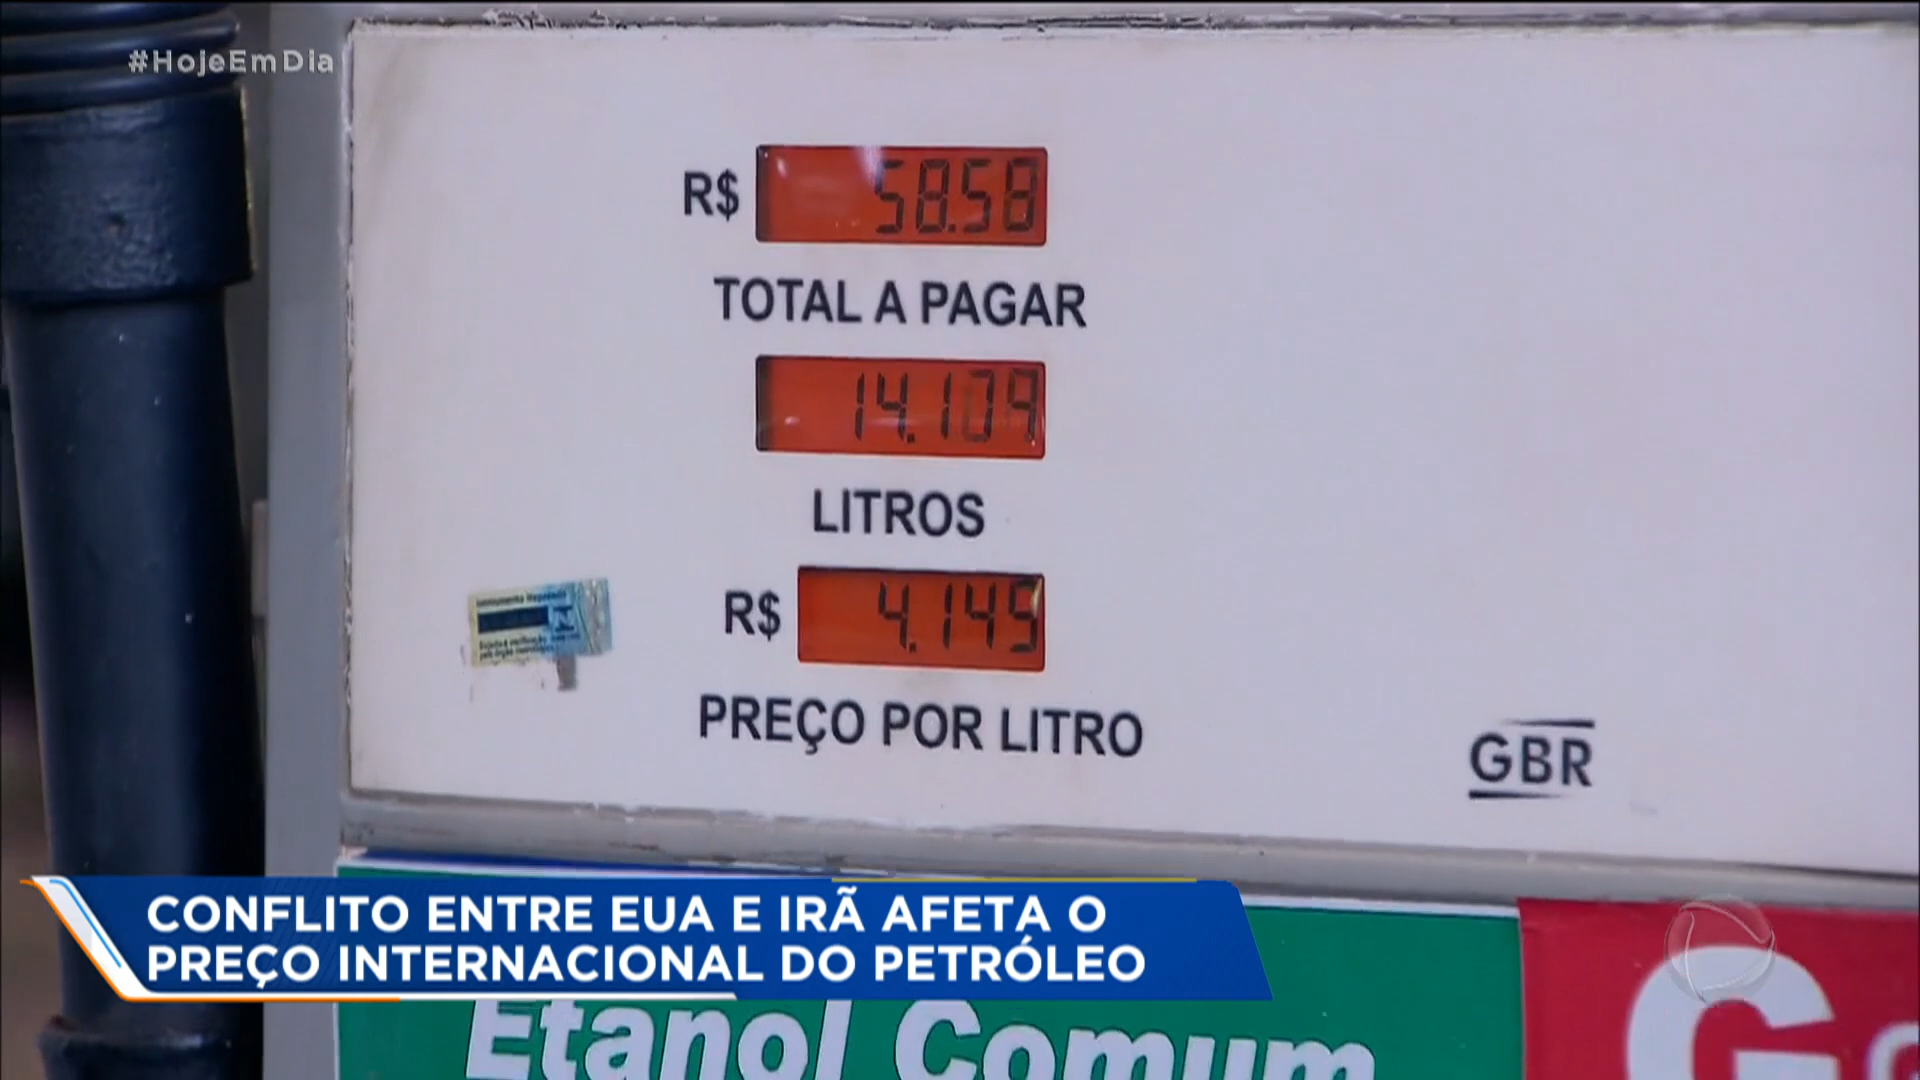 #HojeEmDia
R$ 58.58
TOTAL A PAGAR
14.109
LITROS
R$ 4.149
PREÇO POR LITRO
GBR
CONFLITO ENTRE EUA E IRÃ AFETA O
PREÇO INTERNACIONAL DO PETRÓLEO
Etanol Comum